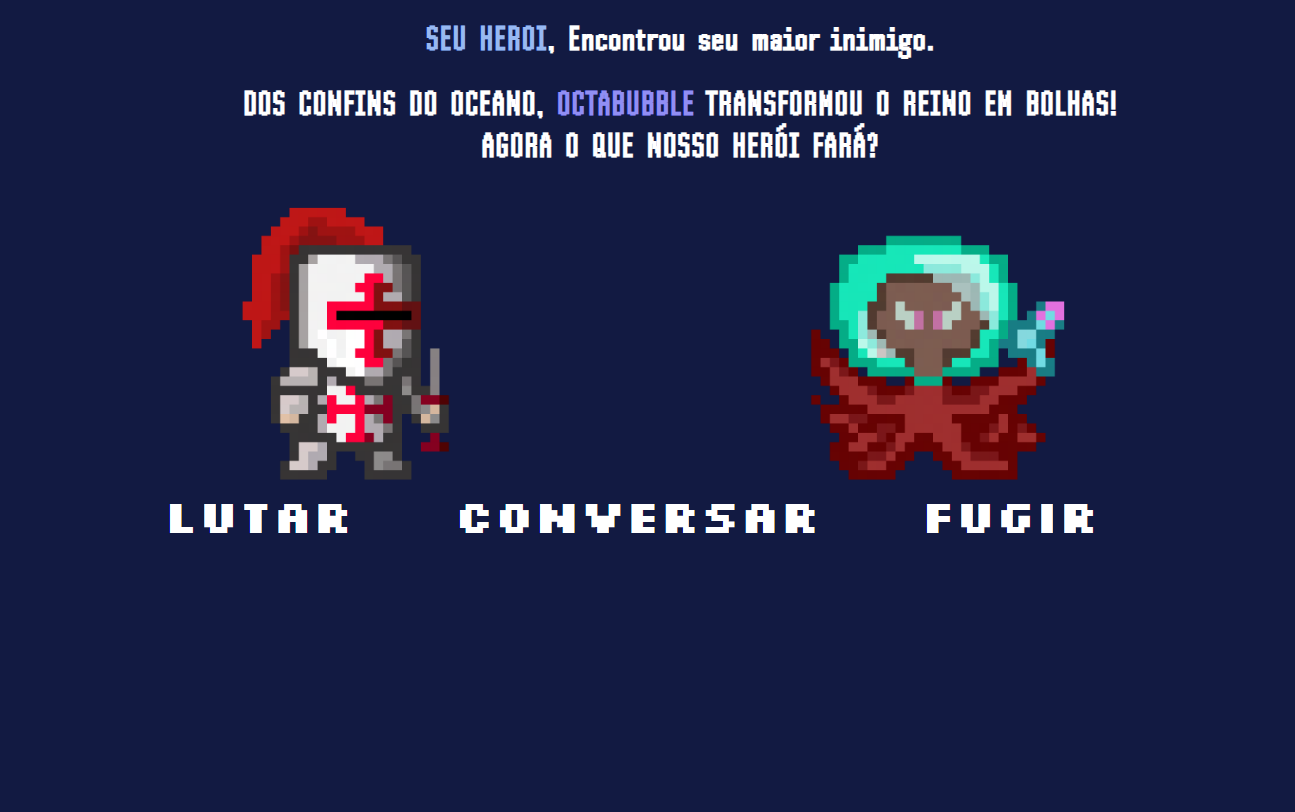 SEU HEROI, Encontrou seu maior inimigo.
DOS CONFINS DO OCEANO, OCTABUBBLE TRANSFORMOU O REINO EM BOLHAS!
AGORA O QUE NOSSO HERÓI FARÁ?
LUTAR CONVERSAR FUGIR